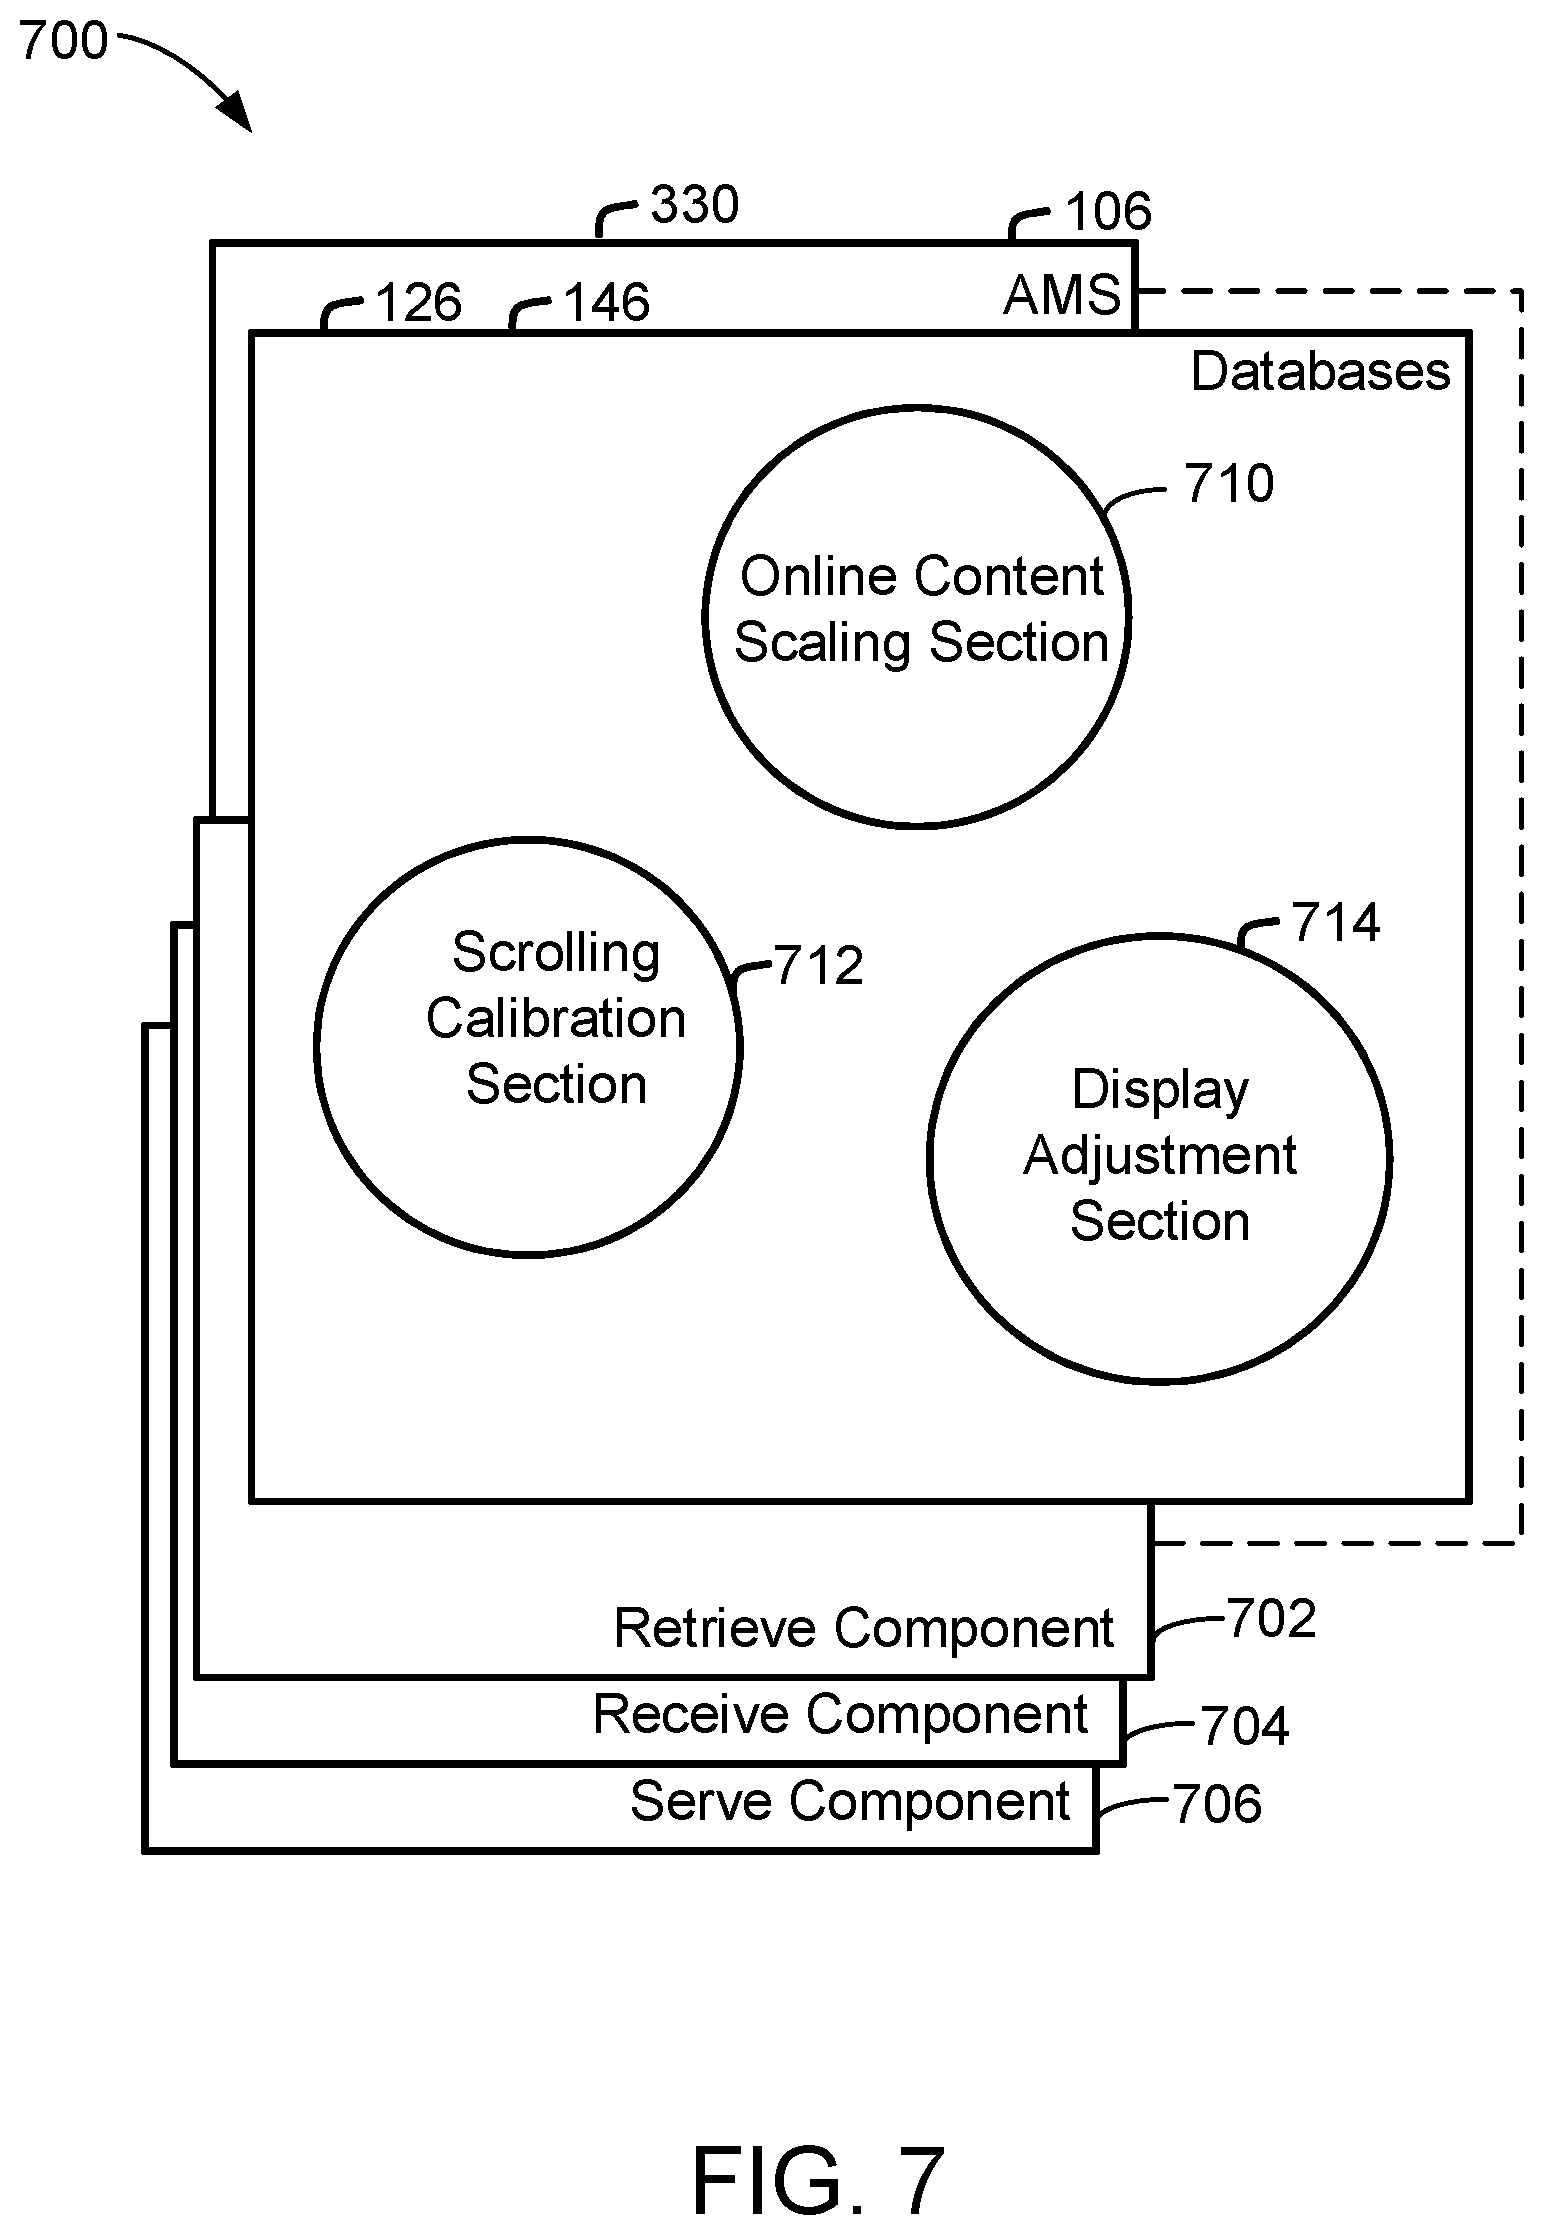 700
330
106
AMS
126
146
Databases
710
Online Content
Scaling Section
Scrolling
Calibration
Section
712
714
Display
Adjustment
Section
Retrieve Component
702
Receive Component
704
Serve Component
706
FIG. 7